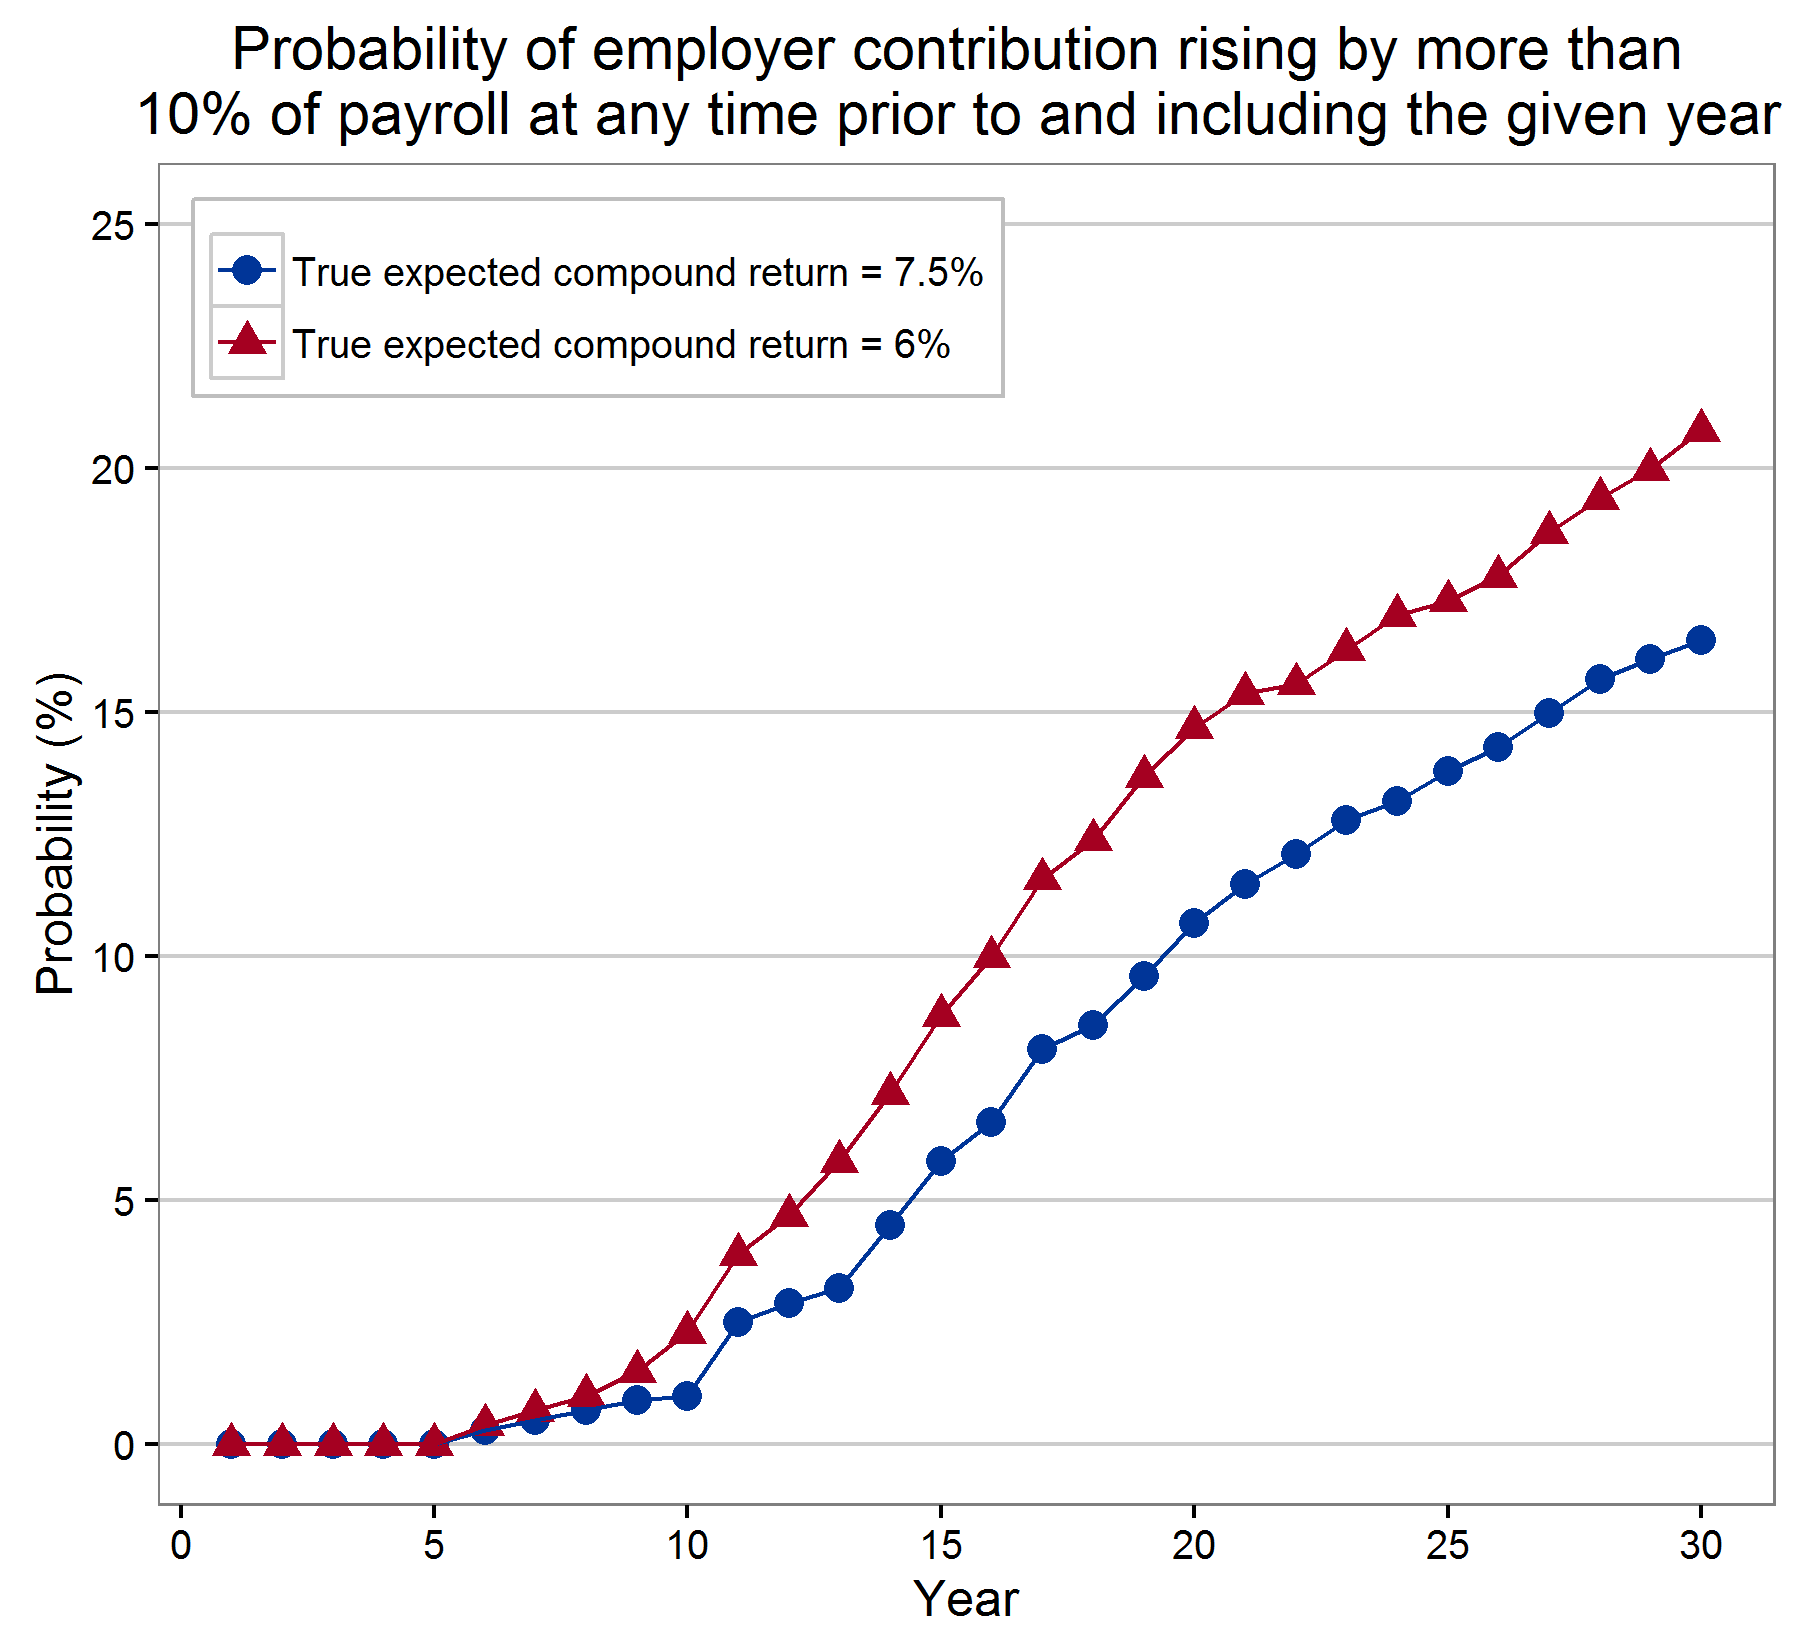 Probability of employer contribution rising by more than
10% of payroll at any time prior to and including the given year
True expected compound return = 7.5%
True expected compound return = 6%
Probability (%)
25
20
15
10
5
0
0 5 10 15 20 25 30
Year